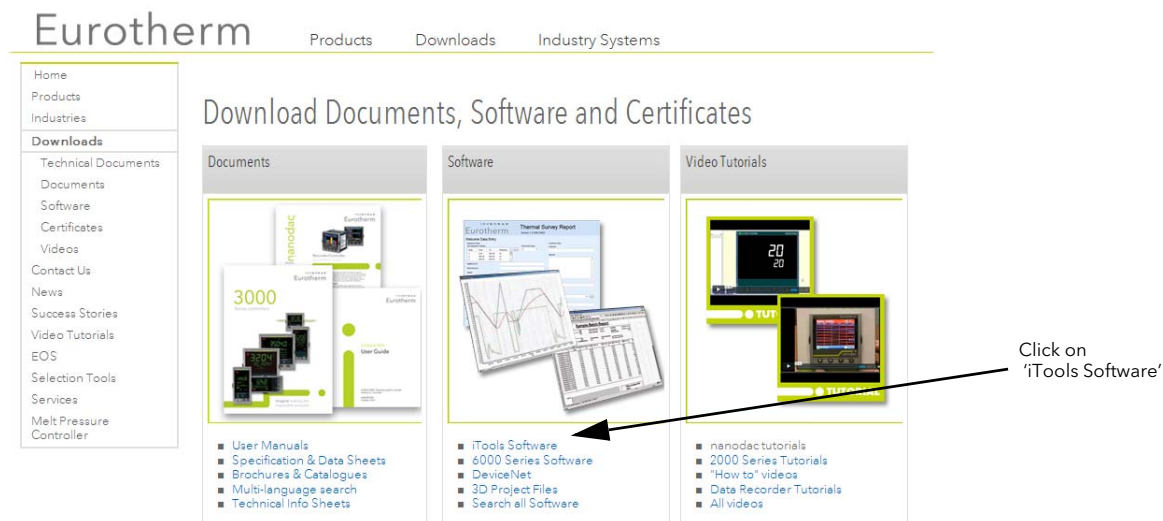 Eurotherm
Products Downloads Industry Systems
Home
Products
Industries
Downloads
Technical Documents
Documents
Software
Certificates
Videos
Contact Us
News
Success Stories
Video Tutorials
EOS
Selection Tools
Services
Melt Pressure
Controller
Download Documents, Software and Certificates
Documents
nanodac
Eurotherm
Eurotherm
3000
Eurotherm
User Guide
■ User Manuals
■ Specification & Data Sheets
■ Brochures & Catalogues
■ Multi-language search
■ Technical Info Sheets
Software
Eurotherm
Thermal Survey Report
Sample Batch Report
■ iTools Software
■ 6000 Series Software
■ DeviceNet
■ 3D Project Files
■ Search all Software
Video Tutorials
20
20
TUTORIAL
■ nanodac tutorials
■ 2000 Series Tutorials
■ "How to" videos
■ Data Recorder Tutorials
■ All videos
Click on
'iTools Software'